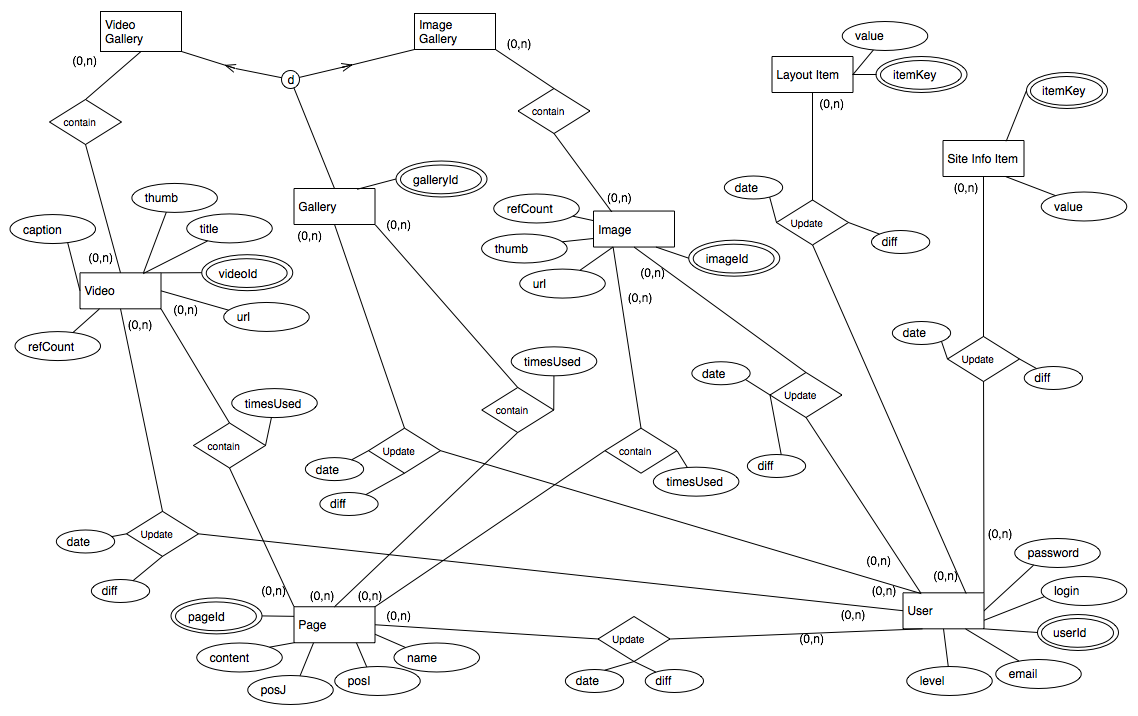 Video
Gallery
Image
Gallery
(0,n)
value
(0,n)
d
Layout Item
itemKey
itemKey
(0,n)
contain
contain
Site Info Item
galleryId
date
(0,n)
thumb
(0,n)
refCount
value
Gallery
(0,n)
Update
caption
title
Image
(0,n)
diff
thumb
imageId
(0,n)
videoId
(0,n)
url
Video
(0,n)
(0,n)
url
(0,n)
date
refCount
Update
timesUsed
date
diff
timesUsed
Update
contain
contain
Update
contain
date
diff
timesUsed
diff
Update
(0,n)
date
password
(0,n)
(0,n)
diff
(0,n)
(0,n)
(0,n)
(0,n)
login
pageId
(0,n)
(0,n)
User
Page
userId
Update
(0,n)
content
name
email
posI
date
diff
level
posJ